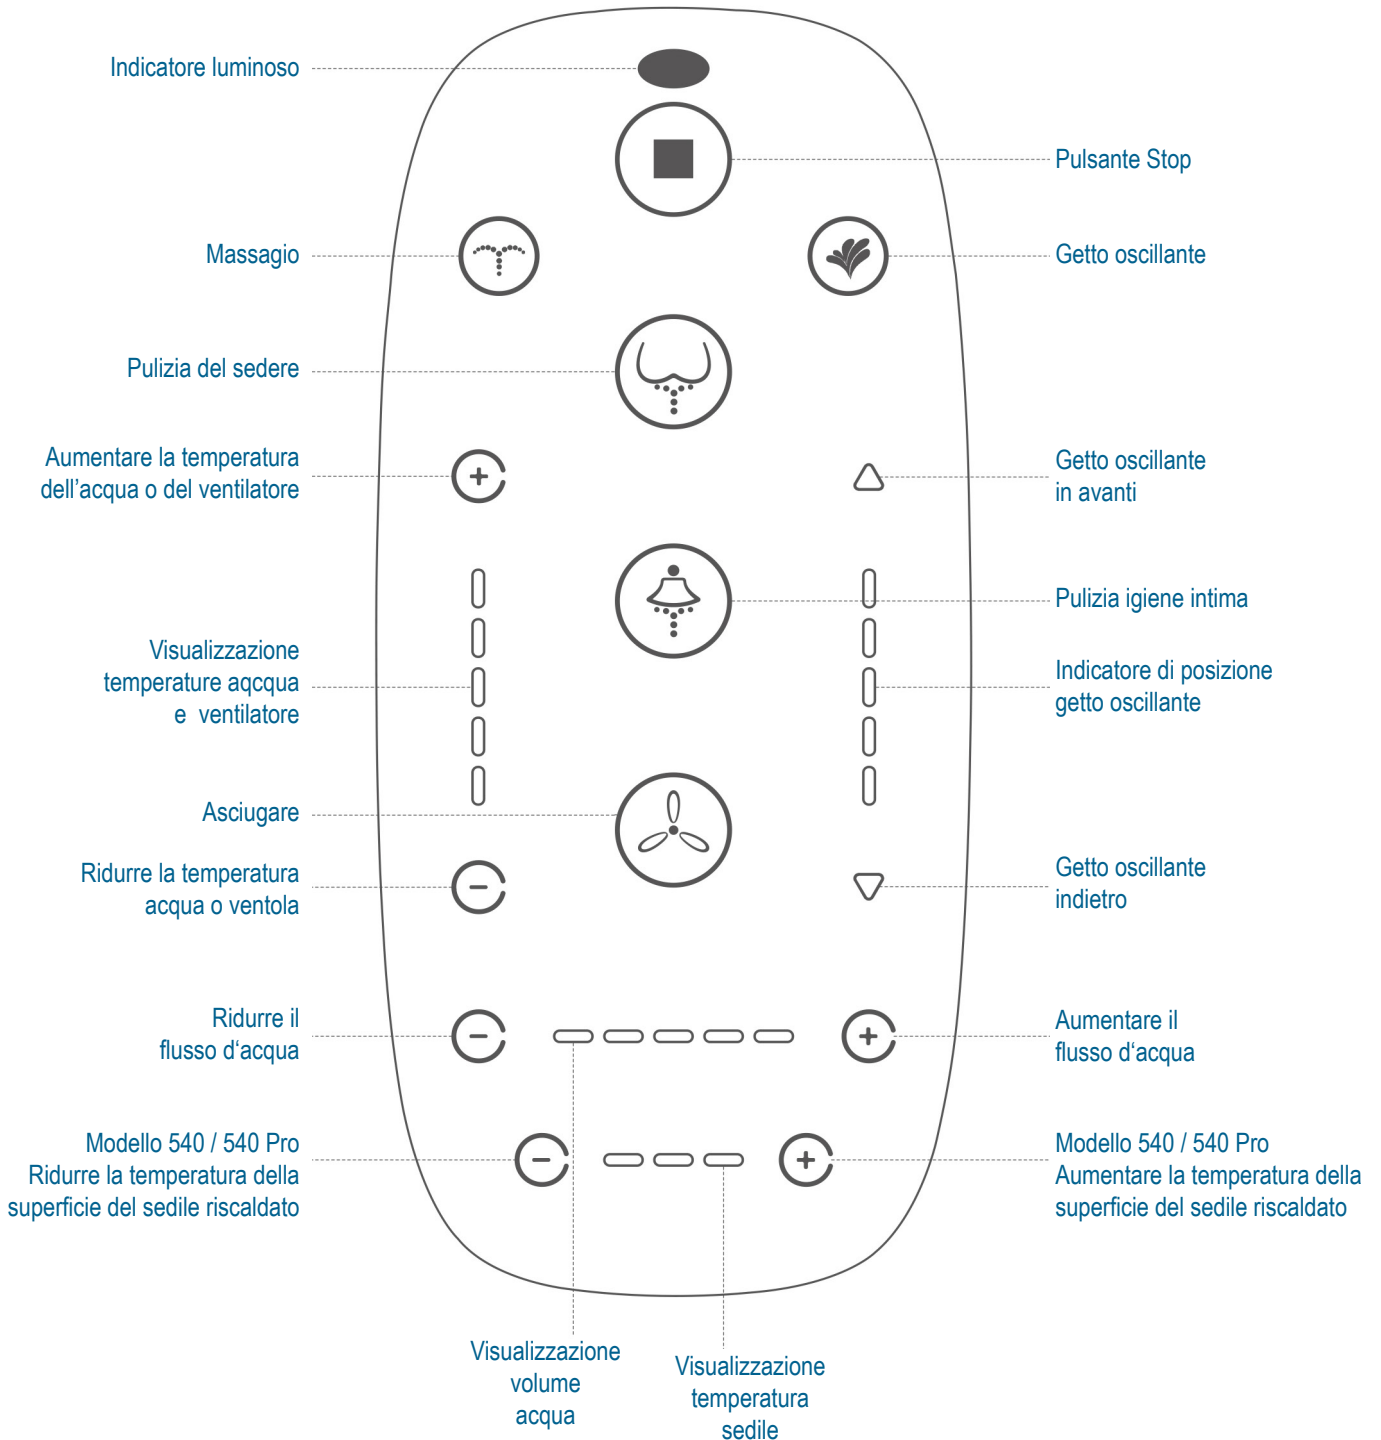 Indicatore luminoso
Pulsante Stop
Massagio
Getto oscillante
Pulizia del sedere
Aumentare la temperatura
dell’acqua o del ventilatore
Getto oscillante
in avanti
Pulizia igiene intima
Visualizzazione
temperature aqcqua
e ventilatore
Indicatore di posizione
getto oscillante
Asciugare
Ridurre la temperatura
acqua o ventola
Getto oscillante
indietro
Ridurre il
flusso d‘acqua
Aumentare il
flusso d‘acqua
Modello 540 / 540 Pro
Ridurre la temperatura della
superficie del sedile riscaldato
Modello 540 / 540 Pro
Aumentare la temperatura della
superficie del sedile riscaldato
Visualizzazione
volume
acqua
Visualizzazione
temperatura
sedile